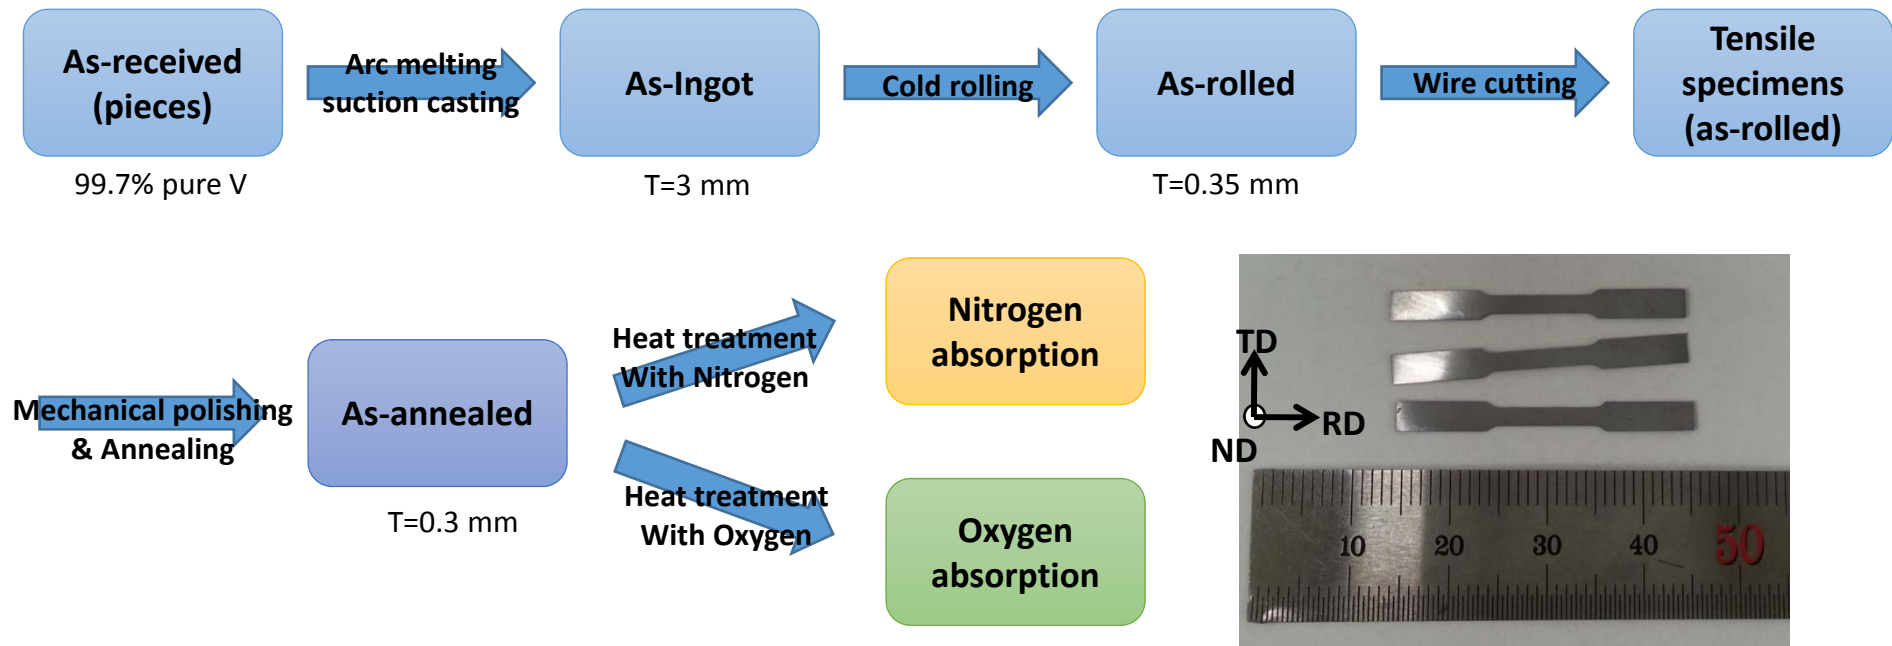 As-received
(pieces)
99.7% pure V
Arc melting
suction casting
As-Ingot
T=3 mm
Cold rolling
As-rolled
T=0.35 mm
Wire cutting
Tensile
specimens
(as-rolled)
Mechanical polishing
& Annealing
As-annealed
T=0.3 mm
Heat treatment
With Nitrogen
Nitrogen
absorption
Heat treatment
With Oxygen
Oxygen
absorption
TD
RD
ND
10 20 30 40 50